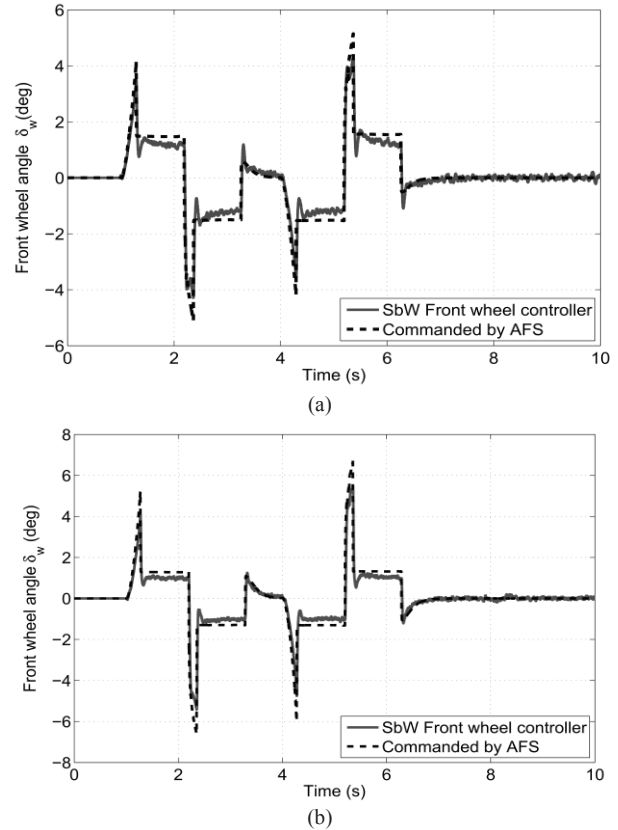 6
4
2
0
−2
−4
−6
Front wheel angle δw(deg)
SbW Front wheel controller
Commanded by AFS
0 2 4 6 8 10
Time (s)
(a)
8
6
4
2
0
−2
−4
−6
−8
Front wheel angle δw (deg)
SbW Front wheel controller
Commanded by AFS
0 2 4 6 8 10
Time (s)
(b)